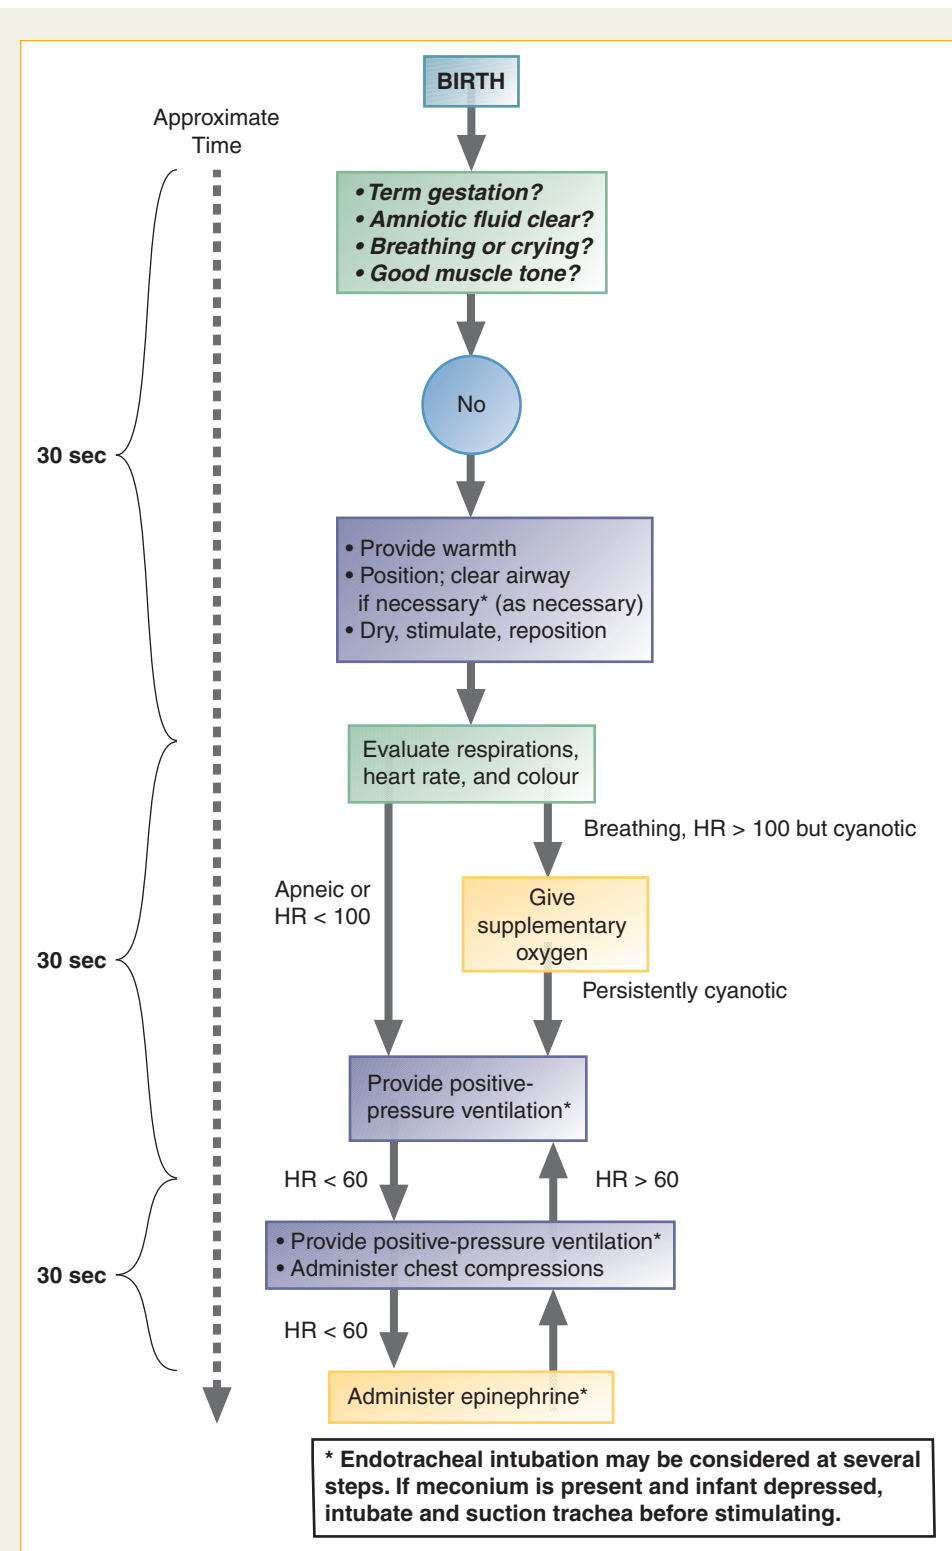 BIRTH
Approximate
Time
• Term gestation?
• Amniotic fluid clear?
• Breathing or crying?
• Good muscle tone?
No
30 sec
• Provide warmth
• Position; clear airway
if necessary* (as necessary)
• Dry, stimulate, reposition
Evaluate respirations,
heart rate, and colour
Breathing, HR > 100 but cyanotic
Apneic or
HR < 100
Give
supplementary
oxygen
30 sec
Persistently cyanotic
Provide positive-
pressure ventilation*
HR < 60
HR > 60
• Provide positive-pressure ventilation*
• Administer chest compressions
30 sec
HR < 60
Administer epinephrine*
* Endotracheal intubation may be considered at several
steps. If meconium is present and infant depressed,
intubate and suction trachea before stimulating.